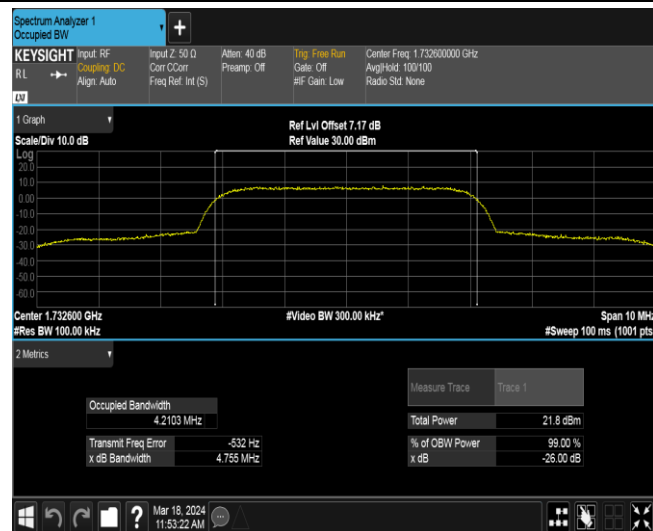 Spectrum Analyzer 1
Occupied BW
+
KEYSIGHT Input: RF Input Z: 50 Ω Atten: 40 dB Trig: Free Run Center Freq: 1.732600000 GHz
RL Coupling: DC Corr CCorr Preamp: Off Gate: Off Avg|Hold: 100/100
Align: Auto Freq Ref: Int (S) #IF Gain: Low Radio Std: None
LXI
1 Graph
Scale/Div 10.0 dB Ref Lvl Offset 7.17 dB
Ref Value 30.00 dBm
Log
20.0
10.0
0.00
-10.0
-20.0
-30.0
-40.0
-50.0
-60.0
Center 1.732600 GHz #Video BW 300.00 kHz* Span 10 MHz
#Res BW 100.00 kHz #Sweep 100 ms (1001 pts
2 Metrics
Measure Trace Trace 1
Occupied Bandwidth
4.2103 MHz
Total Power 21.8 dBm
Transmit Freq Error -532 Hz % of OBW Power 99.00 %
x dB Bandwidth 4.755 MHz x dB -26.00 dB
? Mar 18, 2024
11:53:22 AM